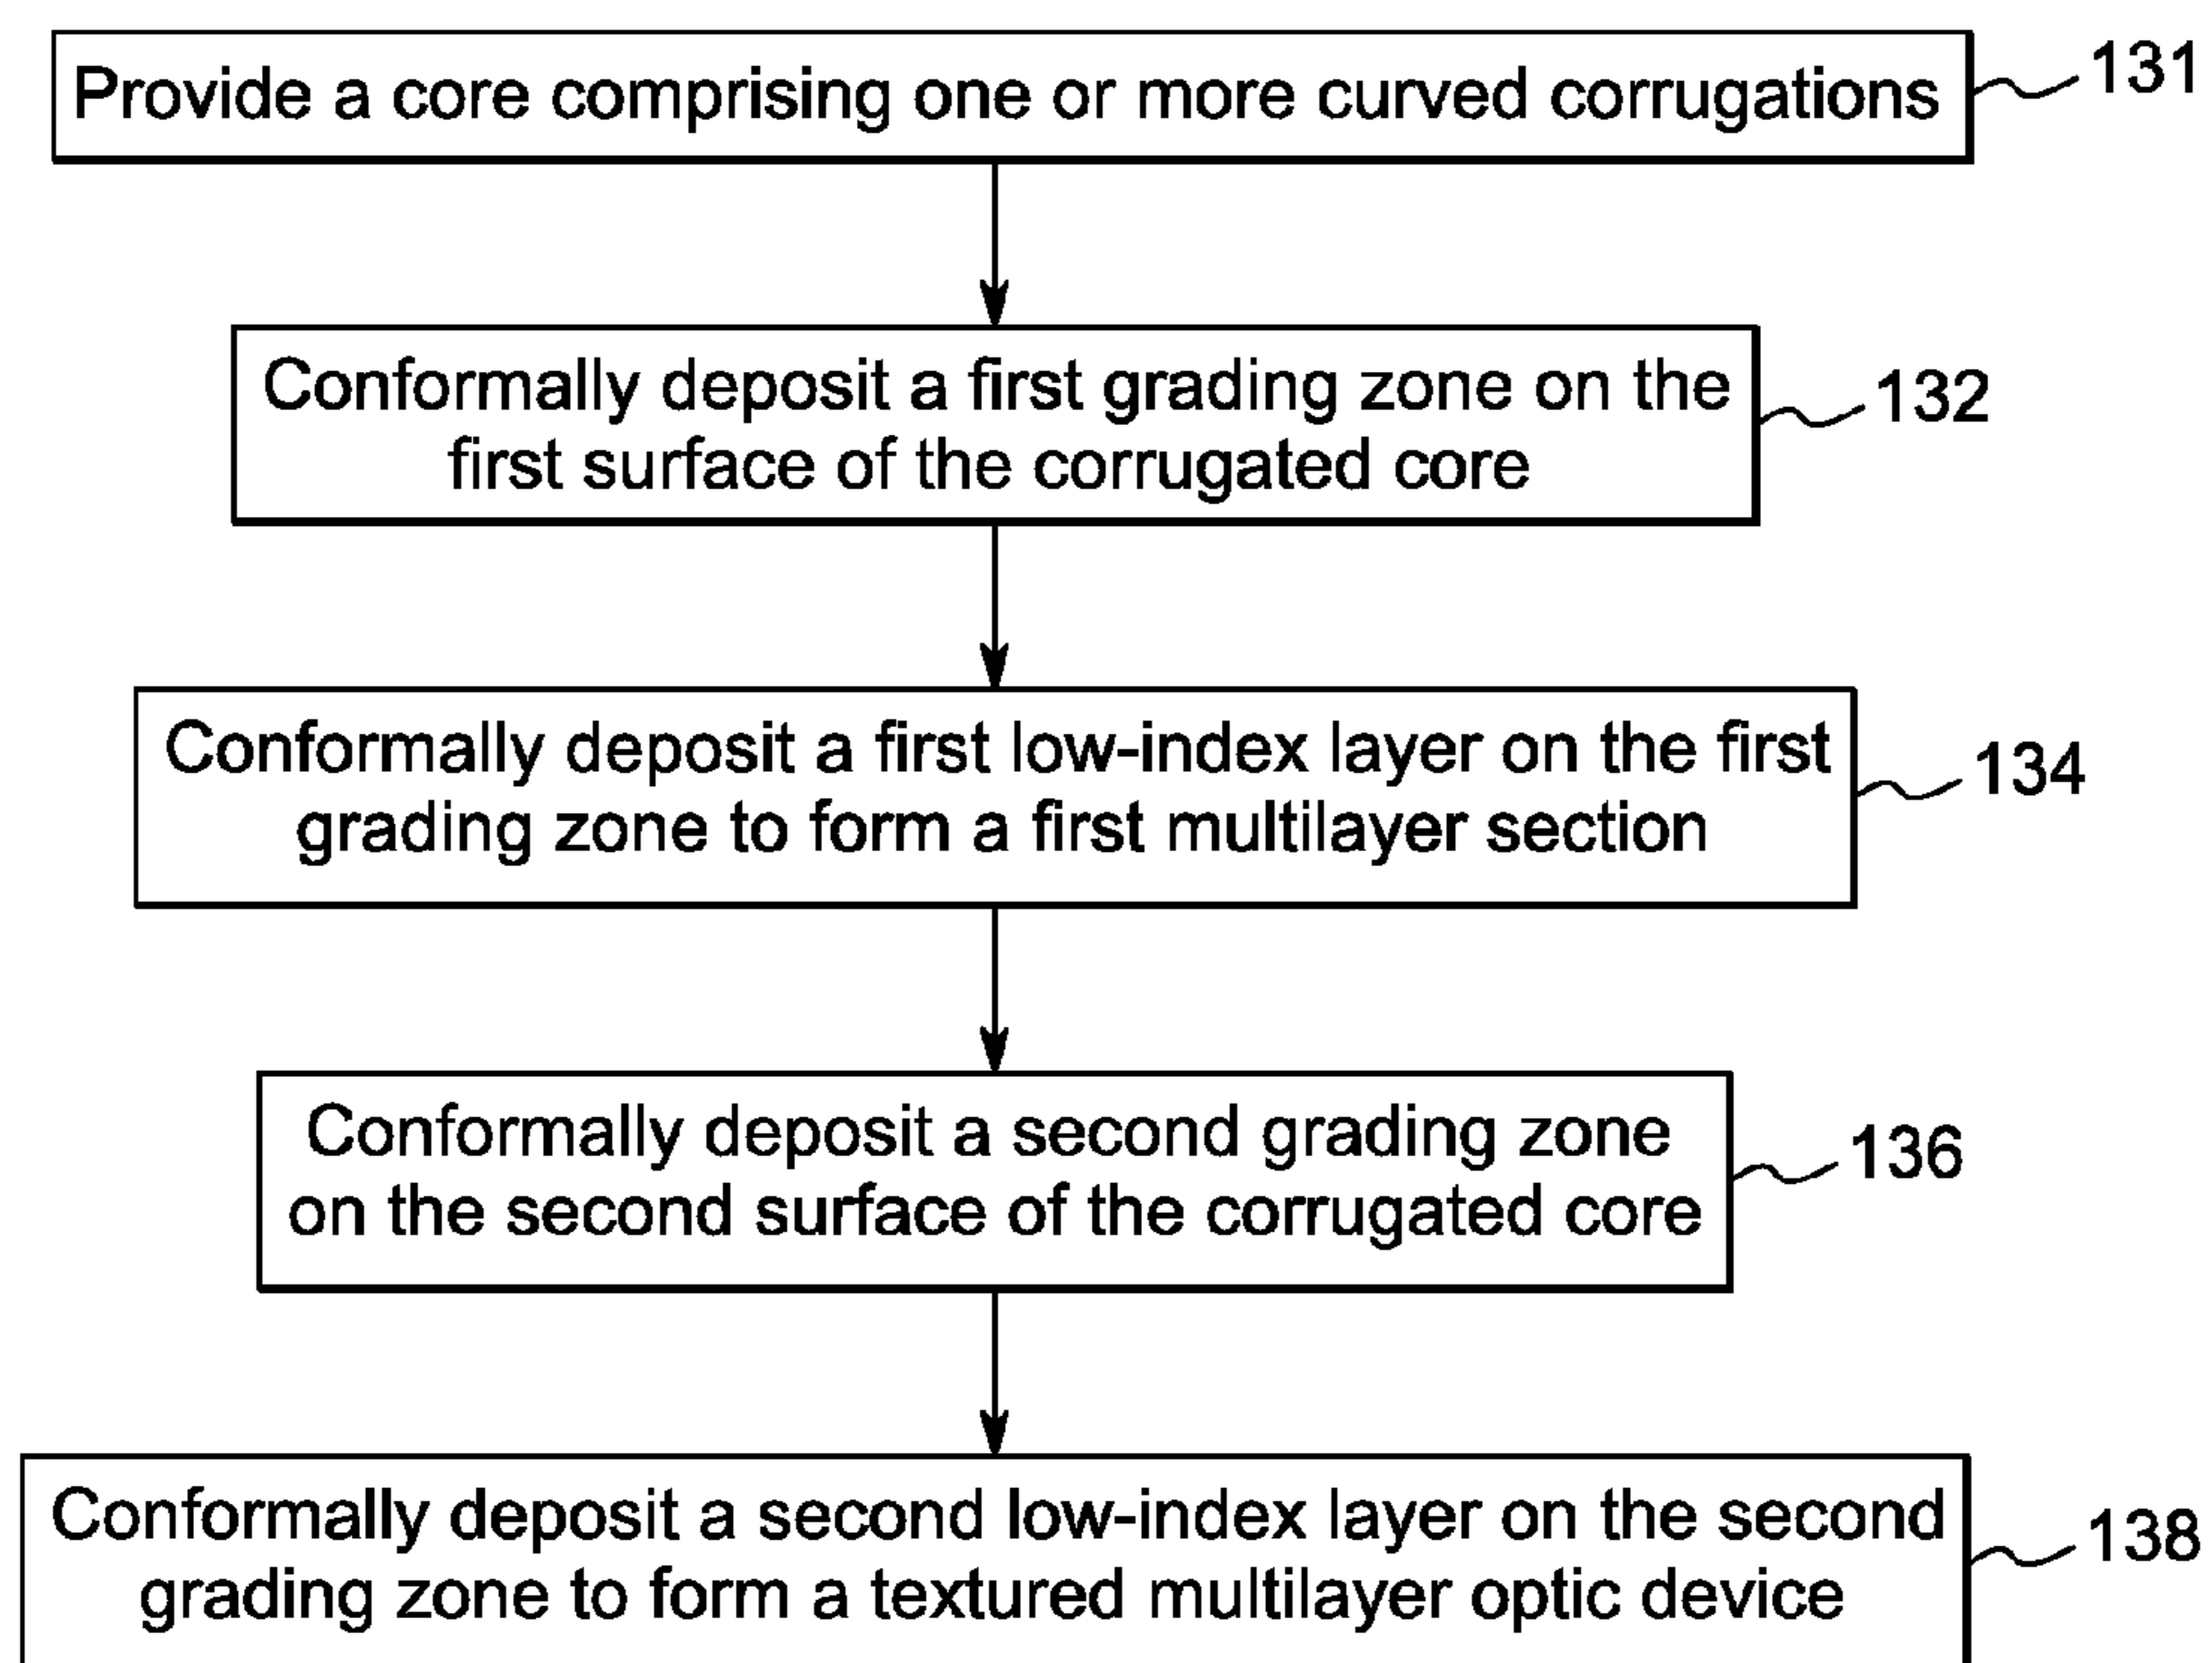 Provide a core comprising one or more curved corrugations
131
Conformally deposit a first grading zone on the
first surface of the corrugated core
132
Conformally deposit a first low-index layer on the first
grading zone to form a first multilayer section
134
Conformally deposit a second grading zone
on the second surface of the corrugated core
136
Conformally deposit a second low-index layer on the second
grading zone to form a textured multilayer optic device
138